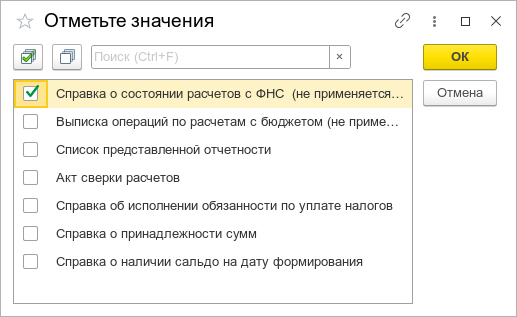 Отметьте значения
Поиск (Ctrl+F)
ОК
Отмена
Справка о состоянии расчетов с ФНС (не применяется...
Выписка операций по расчетам с бюджетом (не приме...
Список представленной отчетности
Акт сверки расчетов
Справка об исполнении обязанности по уплате налогов
Справка о принадлежности сумм
Справка о наличии сальдо на дату формирования